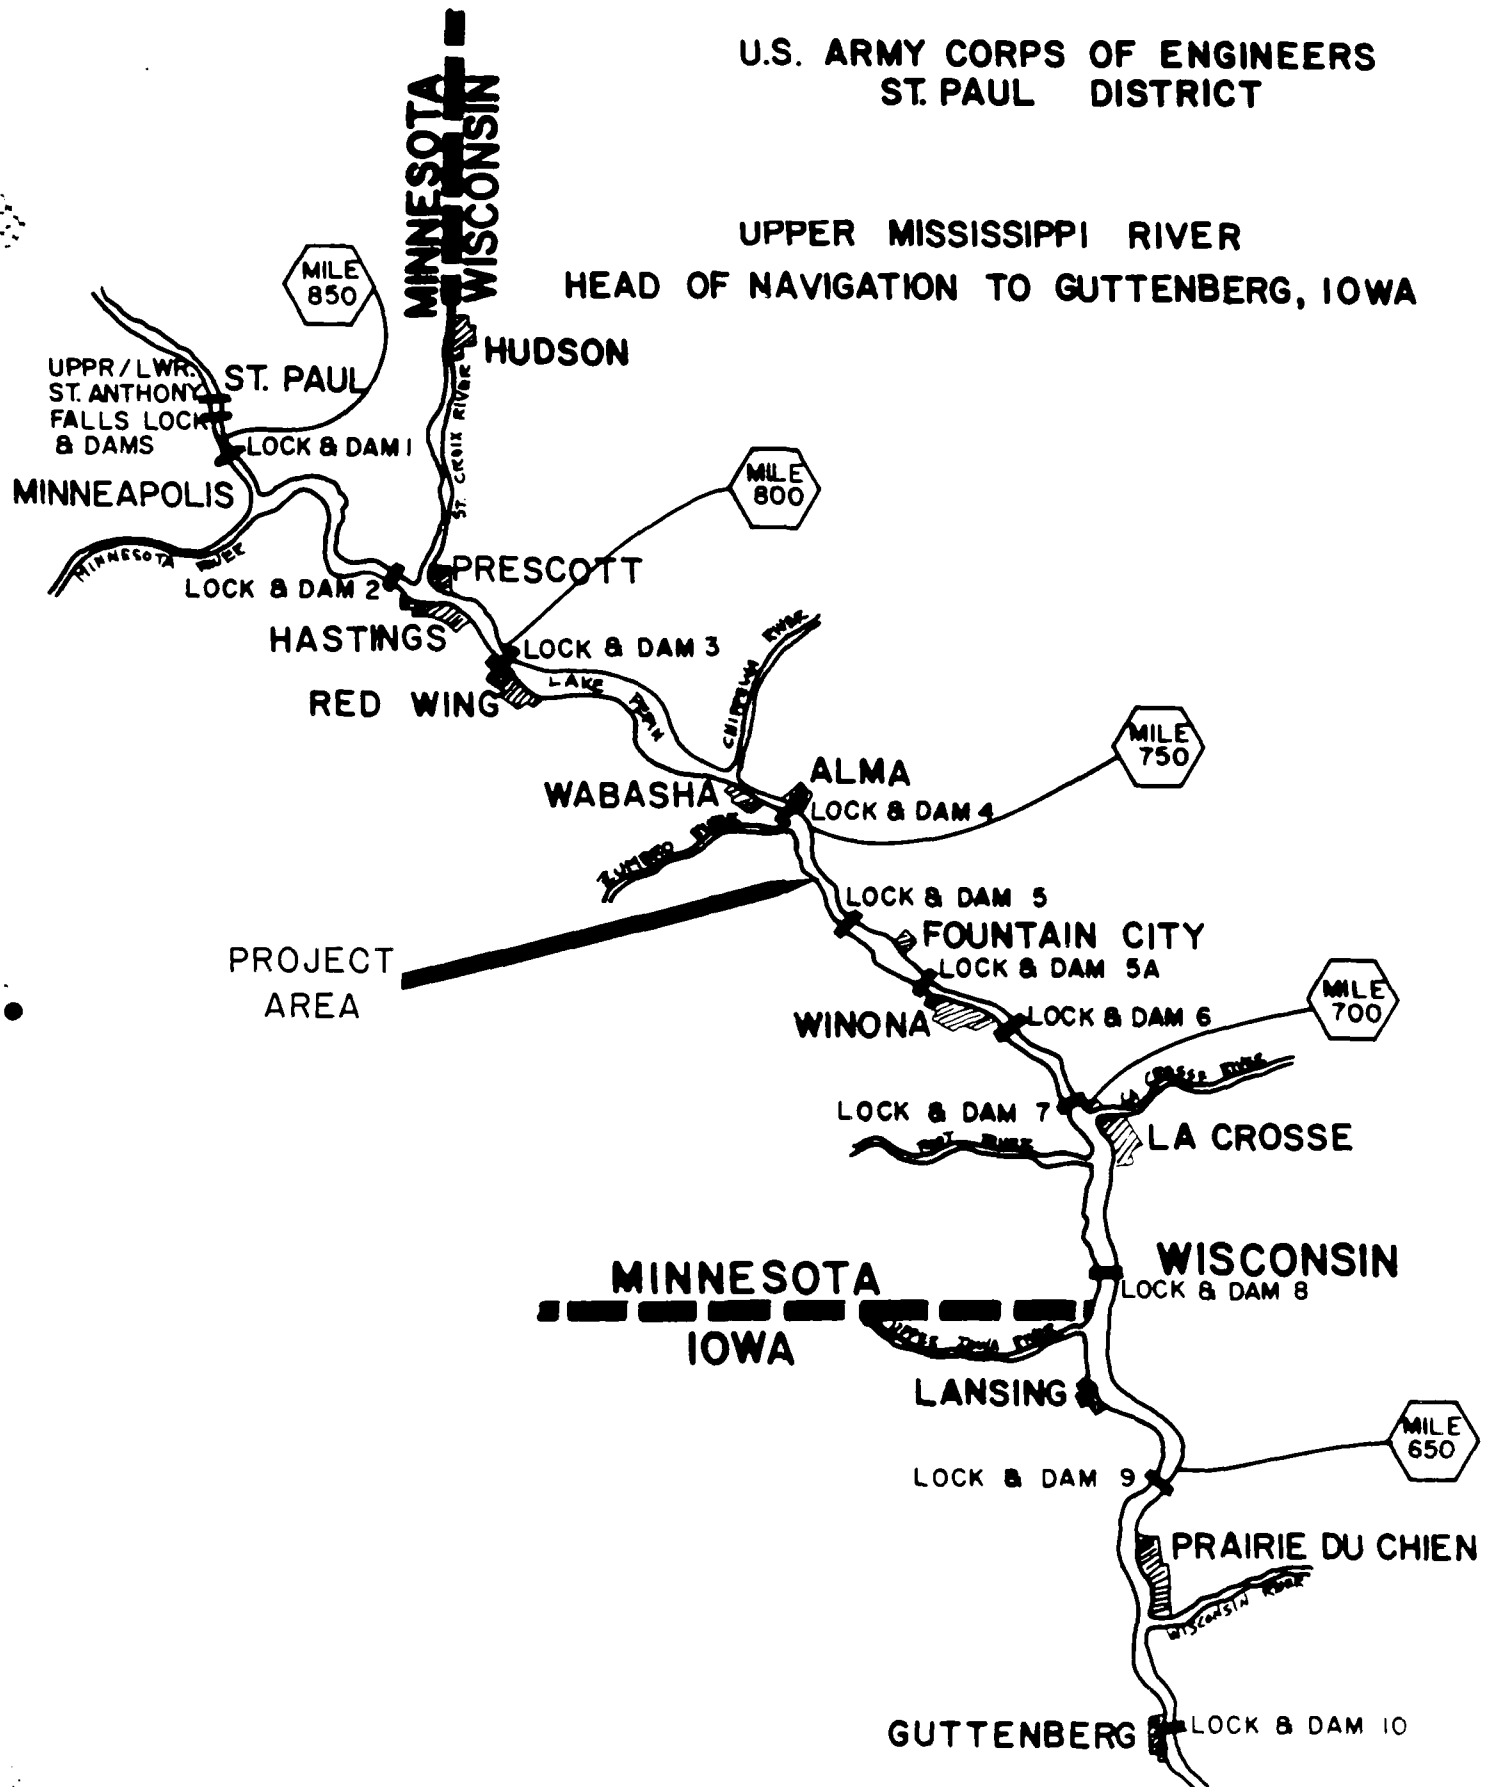 U.S. ARMY CORPS OF ENGINEERS
ST. PAUL DISTRICT
MINNESOTA
WISCONSIN
UPPER MISSISSIPPI RIVER
HEAD OF NAVIGATION TO GUTTENBERG, IOWA
MILE
850
HUDSON
UPPR/LWR.
ST. ANTHONY
FALLS LOCK
& DAMS
ST. PAUL
ST. CROIX RIVER
LOCK & DAM 1
MINNEAPOLIS
MILE
800
MINNESOTA RIVER
PRESCOTT
LOCK & DAM 2
HASTINGS
LOCK & DAM 3
CHIPPEWA RIVER
LAKE PEPIN
RED WING
MILE
750
ALMA
WABASHA
LOCK & DAM 4
ZUMBRO RIVER
LOCK & DAM 5
FOUNTAIN CITY
PROJECT
AREA
LOCK & DAM 5A
MILE
700
WINONA
LOCK & DAM 6
LA CROSSE RIVER
LOCK & DAM 7
ROOT RIVER
LA CROSSE
WISCONSIN
MINNESOTA
LOCK & DAM 8
IOWA
UPPER IOWA RIVER
LANSING
MILE
650
LOCK & DAM 9
PRAIRIE DU CHIEN
WISCONSIN RIVER
GUTTENBERG
LOCK & DAM 10